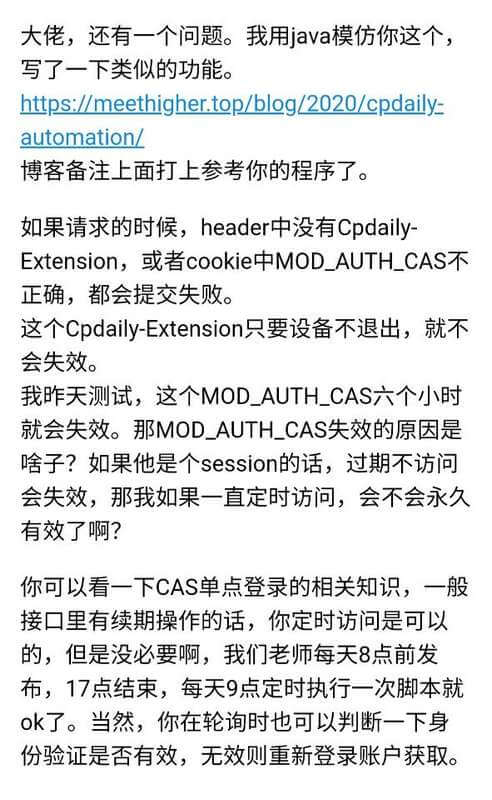 大佬，还有一个问题。我用java模仿你这个，
写了一下类似的功能。
https://meethigher.top/blog/2020/cpdaily-
automation/
博客备注上面打上参考你的程序了。
如果请求的时候，header中没有Cpdaily-
Extension，或者cookie中MOD_AUTH_CAS不
正确，都会提交失败。
这个Cpdaily-Extension只要设备不退出，就不
会失效。
我昨天测试，这个MOD_AUTH_CAS六个小时
就会失效。那MOD_AUTH_CAS失效的原因是
啥子？如果他是个session的话，过期不访问
会失效，那我如果一直定时访问，会不会永久
有效了啊？
你可以看一下CAS单点登录的相关知识，一般
接口里有续期操作的话，你定时访问是可以
的，但是没必要啊，我们老师每天8点前发
布，17点结束，每天9点定时执行一次脚本就
ok了。当然，你在轮询时也可以判断一下身
份验证是否有效，无效则重新登录账户获取。